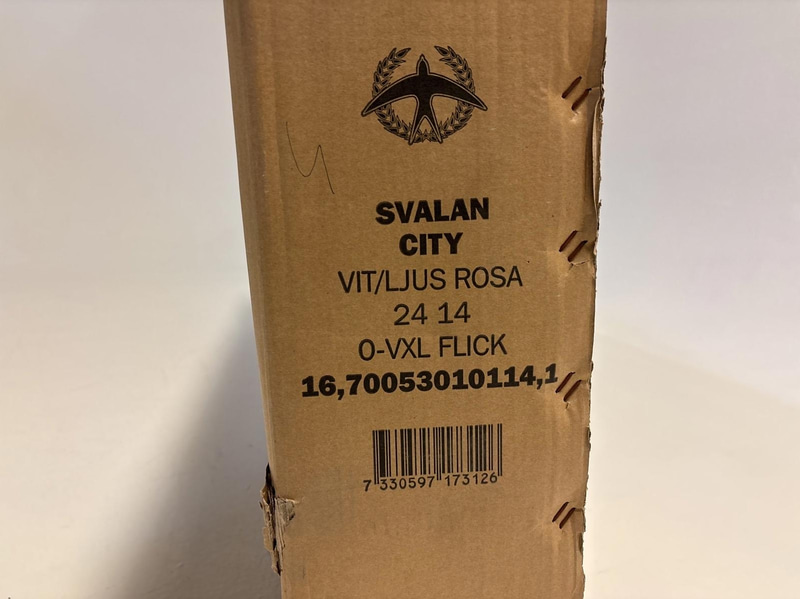 SVALAN
CITY
VIT/LJUS ROSA
24 14
0-VXL FLICK
16,70053010114,1
7 330597 173126